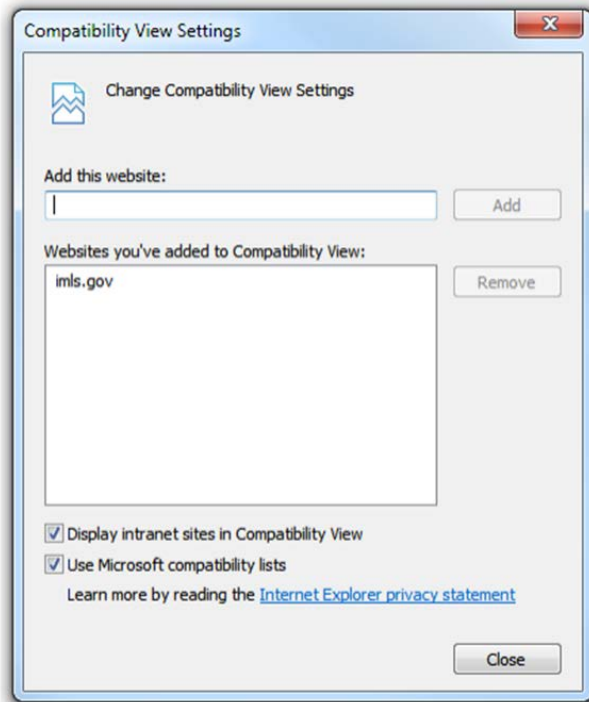 Compatibility View Settings
Change Compatibility View Settings
Add this website:
Add
Websites you've added to Compatibility View:
imls.gov
Remove
Display intranet sites in Compatibility View
Use Microsoft compatibility lists
Learn more by reading the Internet Explorer privacy statement
Close